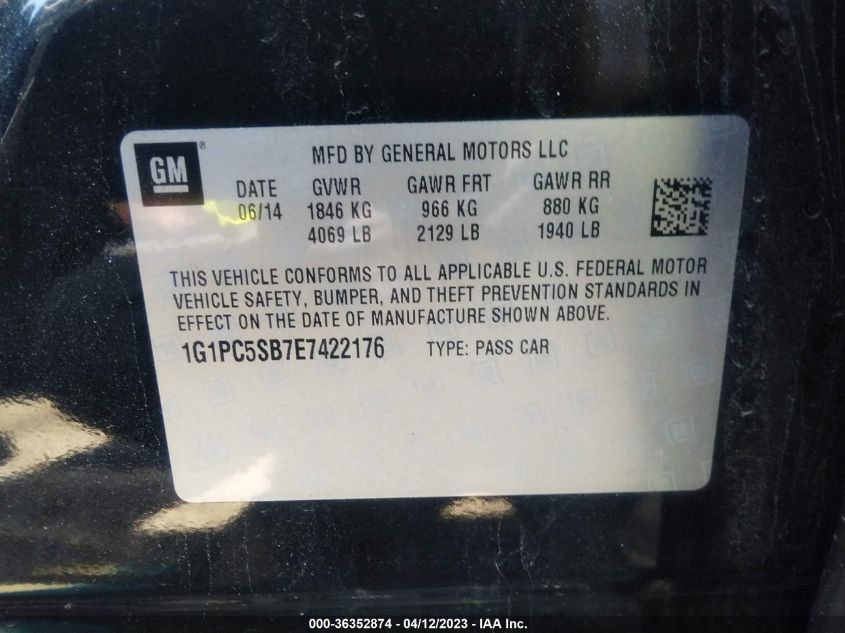 GM ®
MFD BY GENERAL MOTORS LLC
DATE GVWR GAWR FRT GAWR RR
06/14 1846 KG 966 KG 880 KG
4069 LB 2129 LB 1940 LB
THIS VEHICLE CONFORMS TO ALL APPLICABLE U.S. FEDERAL MOTOR
VEHICLE SAFETY, BUMPER, AND THEFT PREVENTION STANDARDS IN
EFFECT ON THE DATE OF MANUFACTURE SHOWN ABOVE.
1G1PC5SB7E7422176 TYPE: PASS CAR
000-36352874 - 04/12/2023 - IAA Inc.